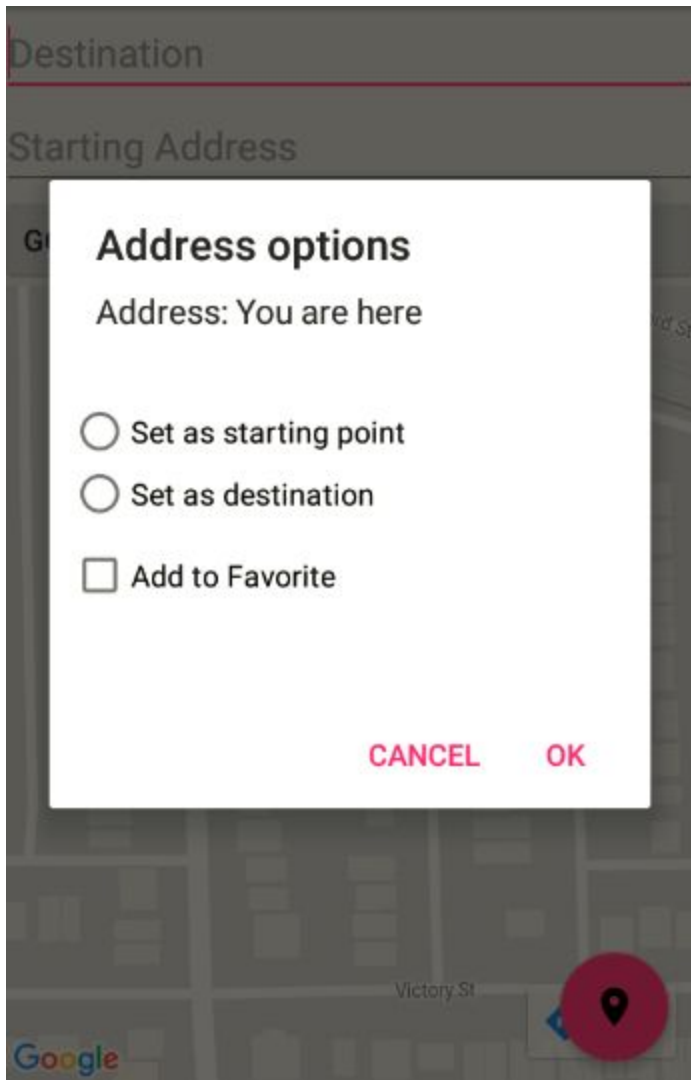 Destination
Starting Address
Address options
Address: You are here
Set as starting point
Set as destination
Add to Favorite
CANCEL OK
Victory St
Google